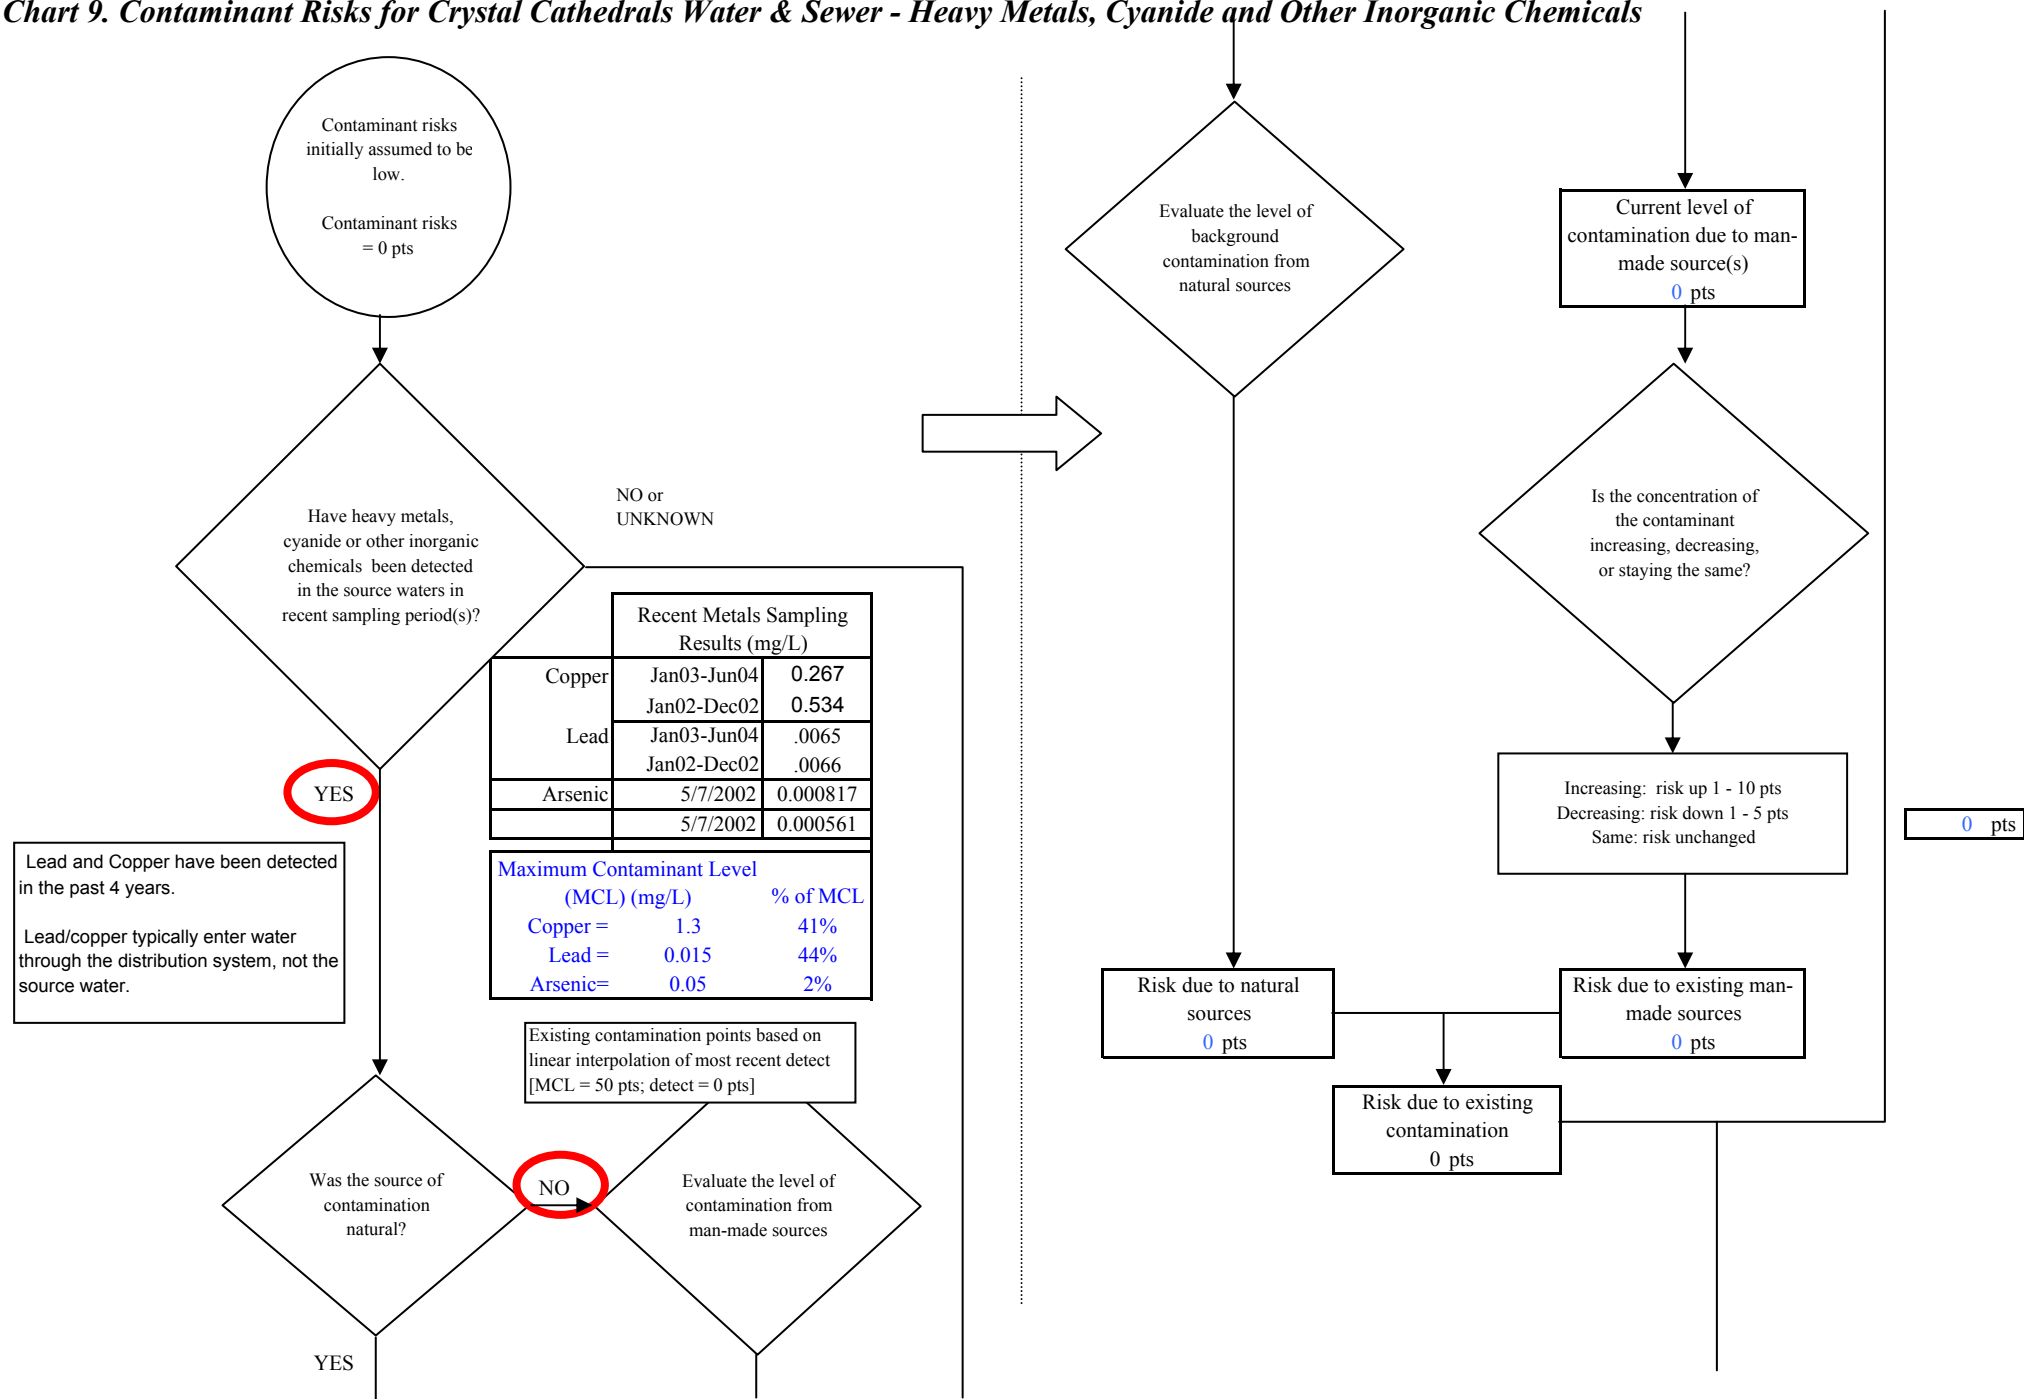 Chart 9. Contaminant Risks for Crystal Cathedrals Water & Sewer - Heavy Metals, Cyanide and Other Inorganic Chemicals
Contaminant risks
initially assumed to be
low.
Contaminant risks
= 0 pts
Have heavy metals,
cyanide or other inorganic
chemicals been detected
in the source waters in
recent sampling period(s)?
NO or
UNKNOWN
YES
Recent Metals Sampling
Results (mg/L)
Copper Jan03-Jun04 0.267
Jan02-Dec02 0.534
Lead Jan03-Jun04 .0065
Jan02-Dec02 .0066
Arsenic 5/7/2002 0.000817
5/7/2002 0.000561
Maximum Contaminant Level
(MCL) (mg/L) % of MCL
Copper = 1.3 41%
Lead = 0.015 44%
Arsenic= 0.05 2%
Lead and Copper have been detected
in the past 4 years.
Lead/copper typically enter water
through the distribution system, not the
source water.
Existing contamination points based on
linear interpolation of most recent detect
[MCL = 50 pts; detect = 0 pts]
Was the source of
contamination
natural?
NO
Evaluate the level of
contamination from
man-made sources
YES
Evaluate the level of
background
contamination from
natural sources
Current level of
contamination due to man-
made source(s)
0 pts
Is the concentration of
the contaminant
increasing, decreasing,
or staying the same?
Increasing: risk up 1 - 10 pts
Decreasing: risk down 1 - 5 pts
Same: risk unchanged
0 pts
Risk due to natural
sources
0 pts
Risk due to existing man-
made sources
0 pts
Risk due to existing
contamination
0 pts